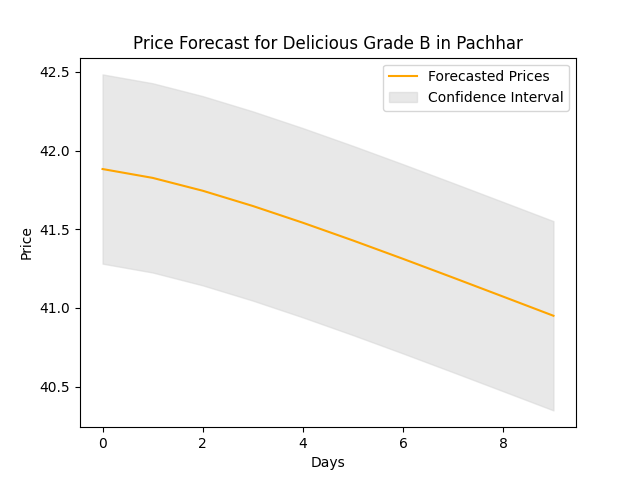 Price Forecast for Delicious Grade B in Pachhar
Forecasted Prices
Confidence Interval
42.5
42.0
41.5
41.0
40.5
Price
0 2 4 6 8
Days